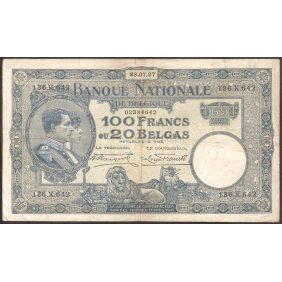 28.07.27
136.K.642 136.K.642
BANQUE NATIONALE
DE BELGIQUE
03388642
100 FRANCS
OU 20 BELGAS
PAYABLES À VUE
LE TRÉSORIER, LE GOUVERNEUR,
136.K.642 136.K.642